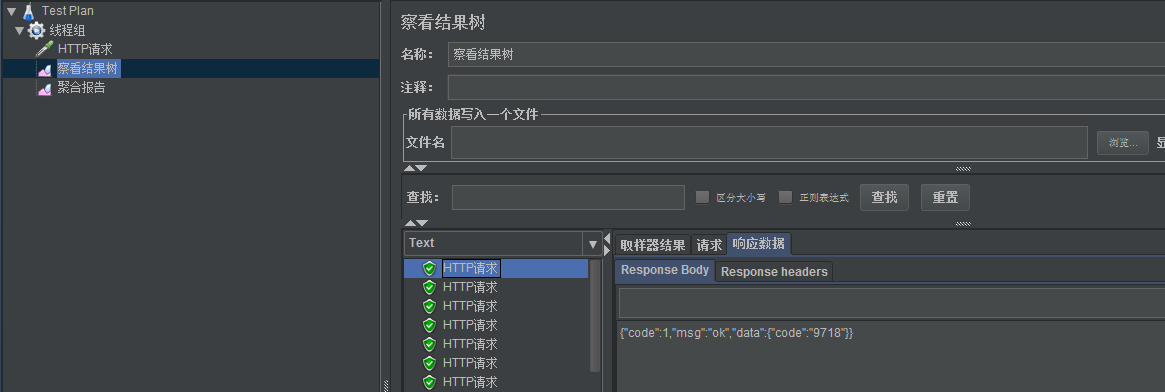 Test Plan
线程组
HTTP请求
察看结果树
聚合报告
察看结果树
名称： 察看结果树
注释：
所有数据写入一个文件
文件名 浏览...
查找： 区分大小写 正则表达式 查找 重置
Text 取样器结果 请求 响应数据
HTTP请求 Response Body Response headers
HTTP请求
HTTP请求
HTTP请求 {"code":1,"msg":"ok","data":{"code":"9718"}}
HTTP请求
HTTP请求
HTTP请求